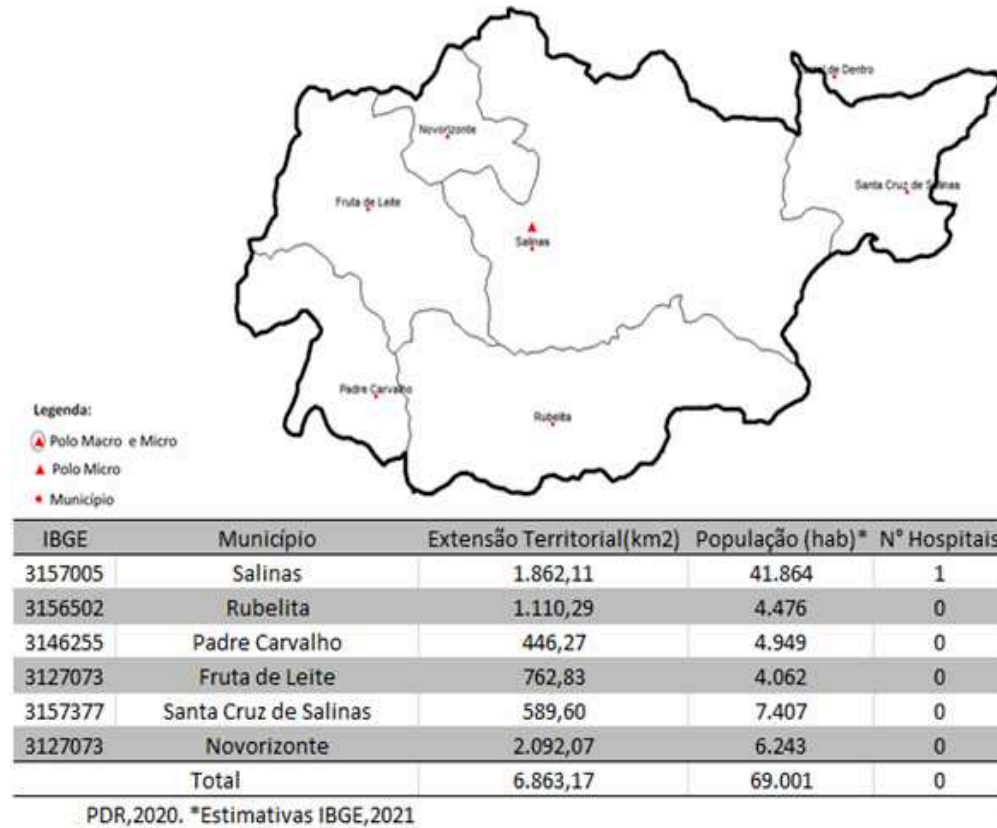 de Dentro
Novorizonte
Santa Cruz de Salinas
Fruta de Leite
Salinas
Padre Carvalho
Rubelita
Legenda:
Polo Macro e Micro
Polo Micro
Município
IBGE Município Extensão Territorial(km2) População (hab)* N° Hospitais
3157005 Salinas 1.862,11 41.864 1
3156502 Rubelita 1.110,29 4.476 0
3146255 Padre Carvalho 446,27 4.949 0
3127073 Fruta de Leite 762,83 4.062 0
3157377 Santa Cruz de Salinas 589,60 7.407 0
3127073 Novorizonte 2.092,07 6.243 0
Total 6.863,17 69.001 0
PDR,2020. *Estimativas IBGE,2021